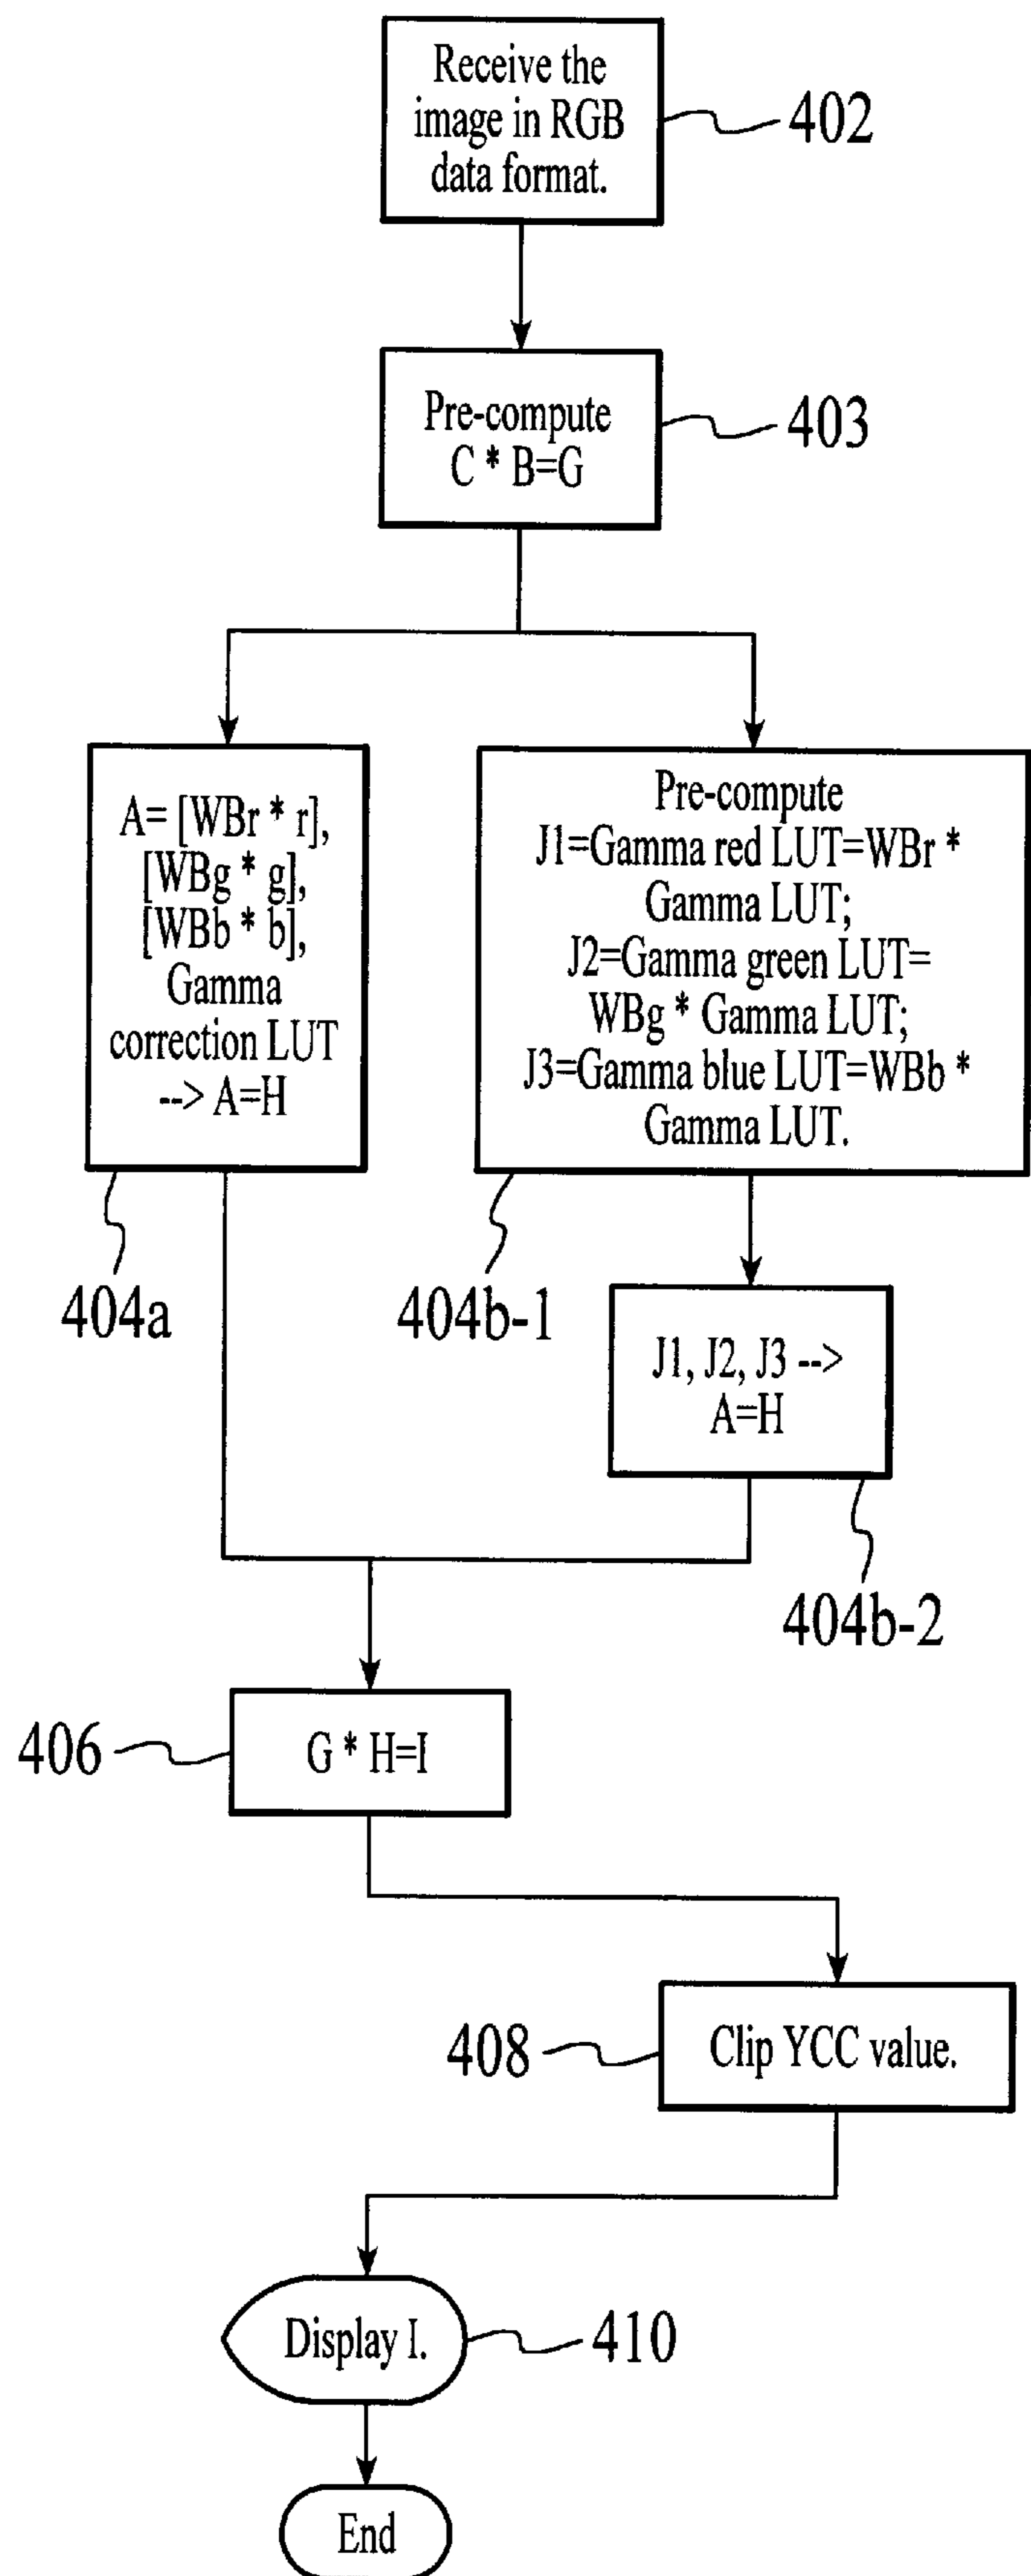 Receive the
image in RGB
data format.
402
Pre-compute
C * B=G
403
A= [WBr * r],
[WBg * g],
[WBb * b],
Gamma
correction LUT
--> A=H
404a
Pre-compute
J1=Gamma red LUT=WBr *
Gamma LUT;
J2=Gamma green LUT=
WBg * Gamma LUT;
J3=Gamma blue LUT=WBb *
Gamma LUT.
404b-1
J1, J2, J3 -->
A=H
404b-2
406
G * H=I
408
Clip YCC value.
Display I.
410
End